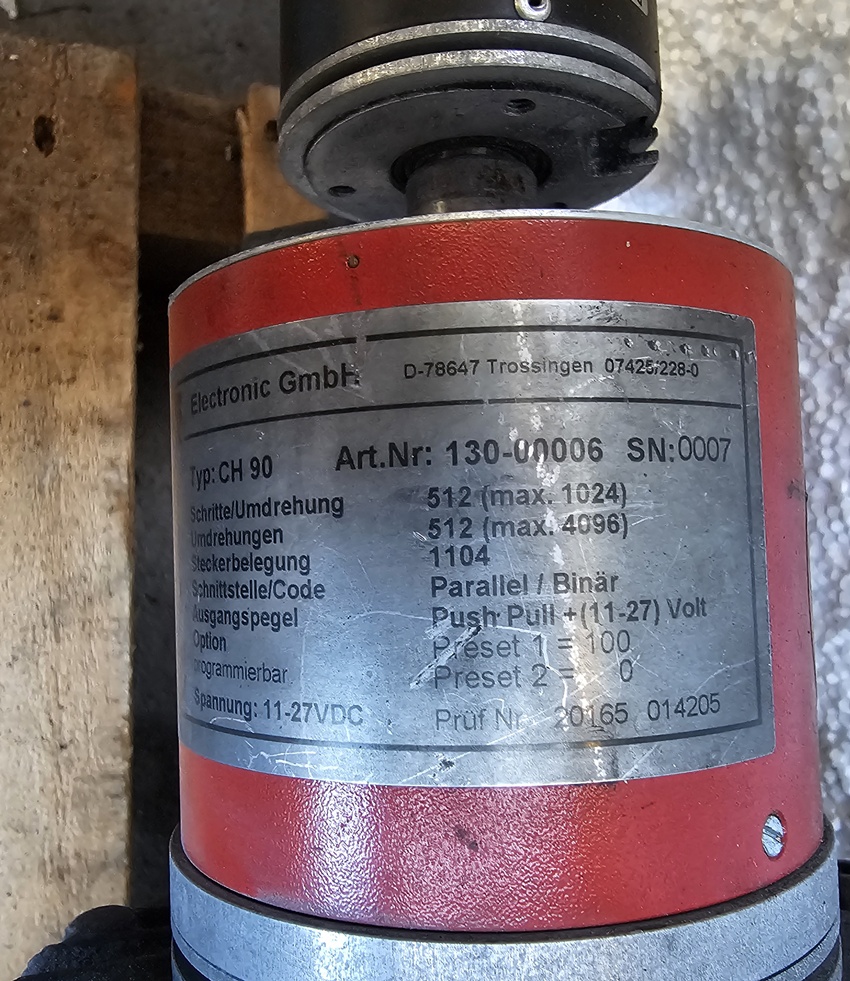 Electronic GmbH D-78647 Trossingen 07425/228-0
Typ: CH 90 Art.Nr: 130-00006 SN: 0007
Schritte/Umdrehung 512 (max. 1024)
Umdrehungen 512 (max. 4096)
Steckerbelegung 1104
Schnittstelle/Code Parallel / Binär
Ausgangspegel Push Pull +(11-27) Volt
Option Preset 1 = 100
programmierbar Preset 2 = 0
Spannung: 11-27VDC Prüf Nr 20165 014205